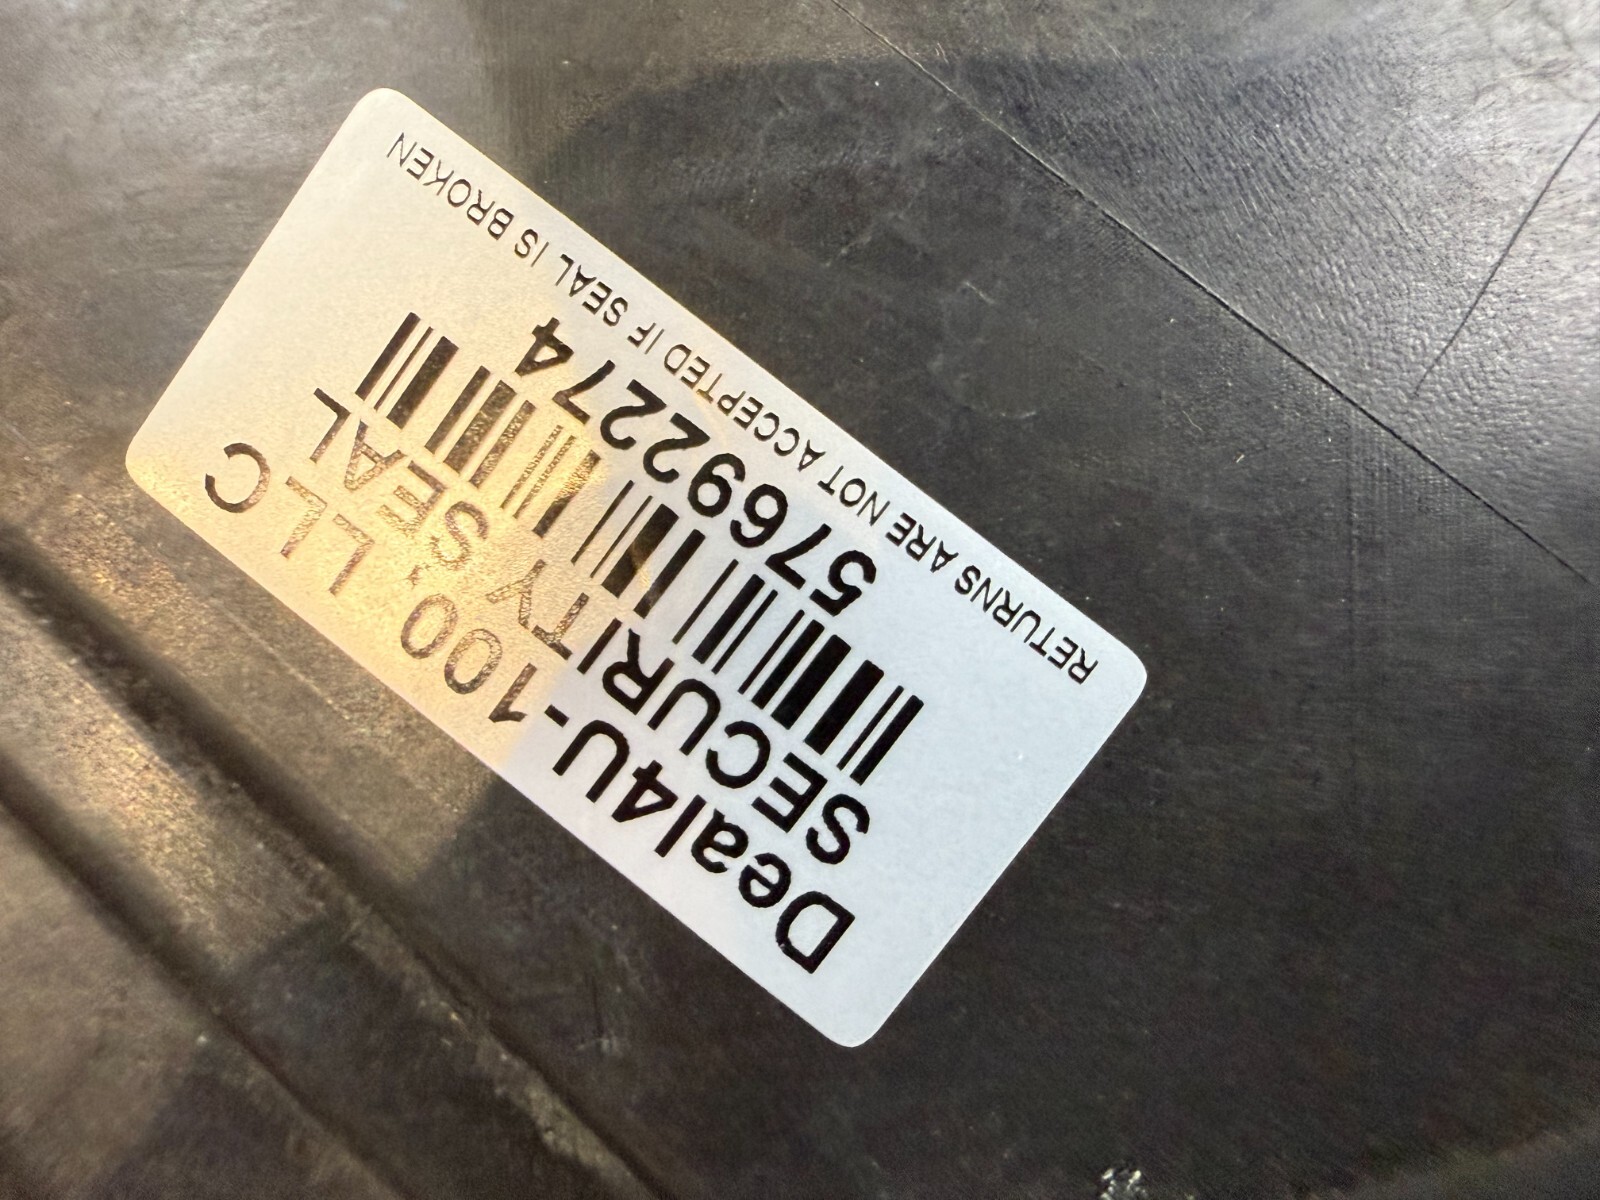 Deal4U-100, LLC
SECURITY SEAL
57692274
RETURNS ARE NOT ACCEPTED IF SEAL IS BROKEN